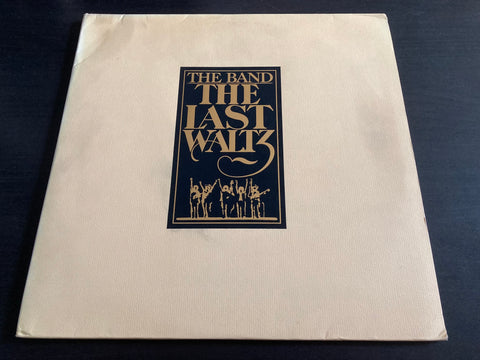 THE BAND
THE
LAST
WALTZ